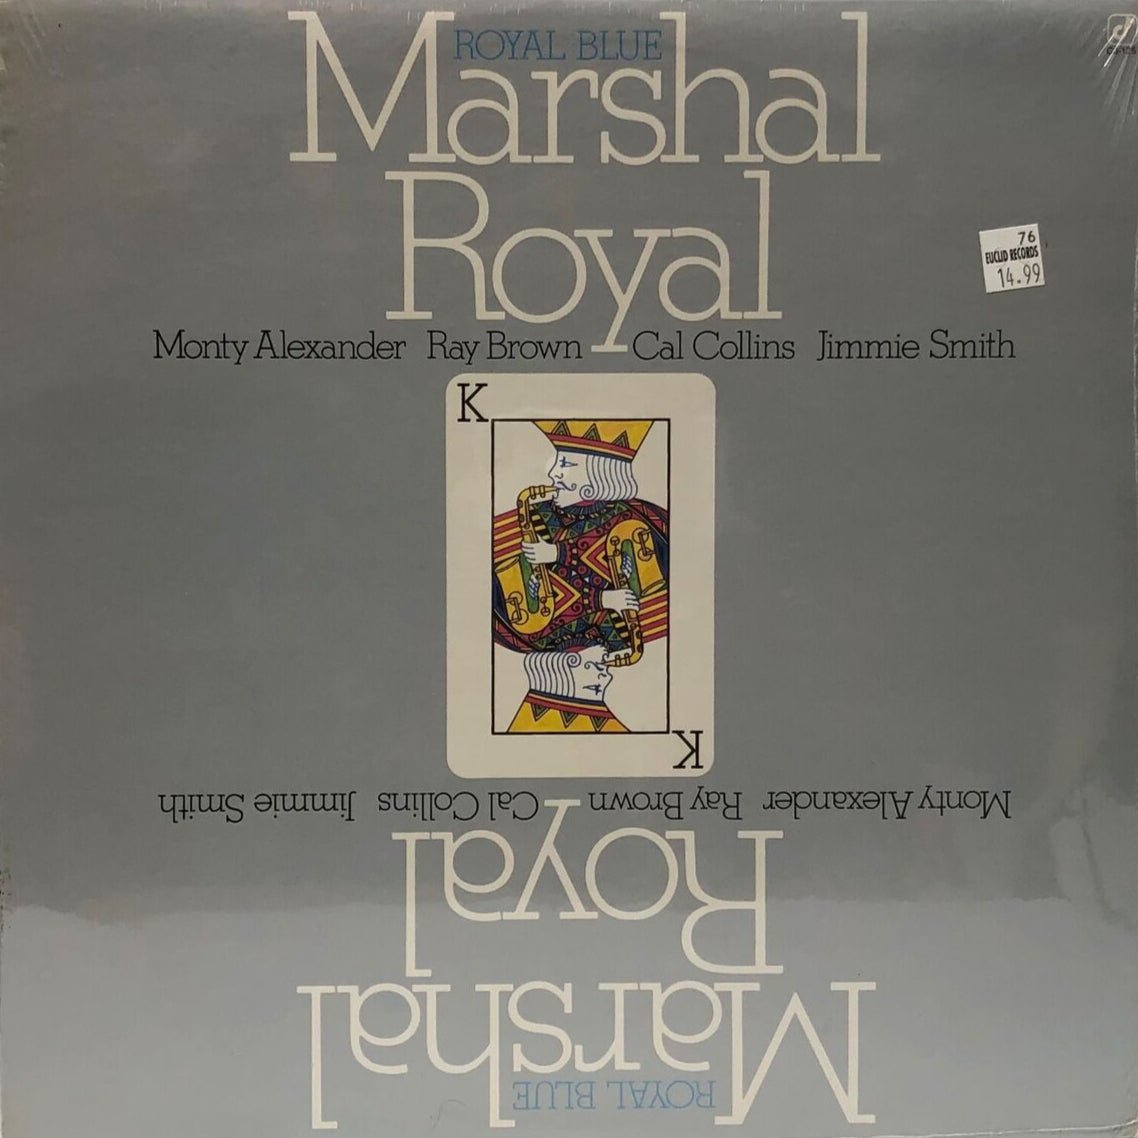 ROYAL BLUE
Marshal
Royal
76
EUCLID RECORDS
14.99
Monty Alexander Ray Brown Cal Collins Jimmie Smith
K
K
Monty Alexander Ray Brown Cal Collins Jimmie Smith
Royal
Marshal
ROYAL BLUE